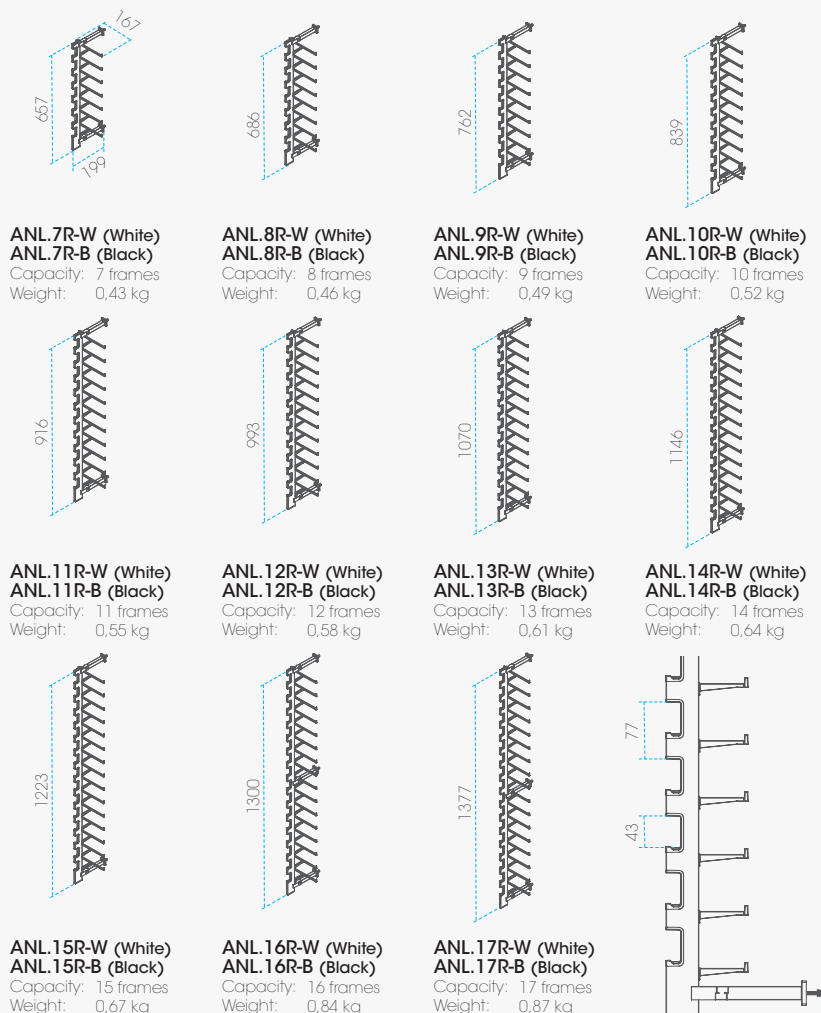 167
657
199
686
762
839
ANL.7R-W (White)
ANL.7R-B (Black)
Capacity: 7 frames
Weight: 0,43 kg
ANL.8R-W (White)
ANL.8R-B (Black)
Capacity: 8 frames
Weight: 0,46 kg
ANL.9R-W (White)
ANL.9R-B (Black)
Capacity: 9 frames
Weight: 0,49 kg
ANL.10R-W (White)
ANL.10R-B (Black)
Capacity: 10 frames
Weight: 0,52 kg
916
993
1070
1146
ANL.11R-W (White)
ANL.11R-B (Black)
Capacity: 11 frames
Weight: 0,55 kg
ANL.12R-W (White)
ANL.12R-B (Black)
Capacity: 12 frames
Weight: 0,58 kg
ANL.13R-W (White)
ANL.13R-B (Black)
Capacity: 13 frames
Weight: 0,61 kg
ANL.14R-W (White)
ANL.14R-B (Black)
Capacity: 14 frames
Weight: 0,64 kg
1223
1300
1377
77
43
ANL.15R-W (White)
ANL.15R-B (Black)
Capacity: 15 frames
Weight: 0,67 kg
ANL.16R-W (White)
ANL.16R-B (Black)
Capacity: 16 frames
Weight: 0,84 kg
ANL.17R-W (White)
ANL.17R-B (Black)
Capacity: 17 frames
Weight: 0,87 kg